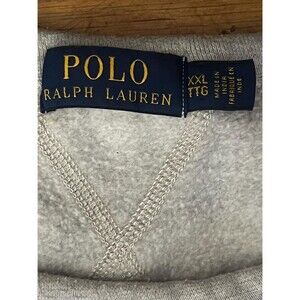 POLO
RALPH LAUREN
XXL
TTG
MADE IN
INDIA
FABRIQUÉ EN
INDE